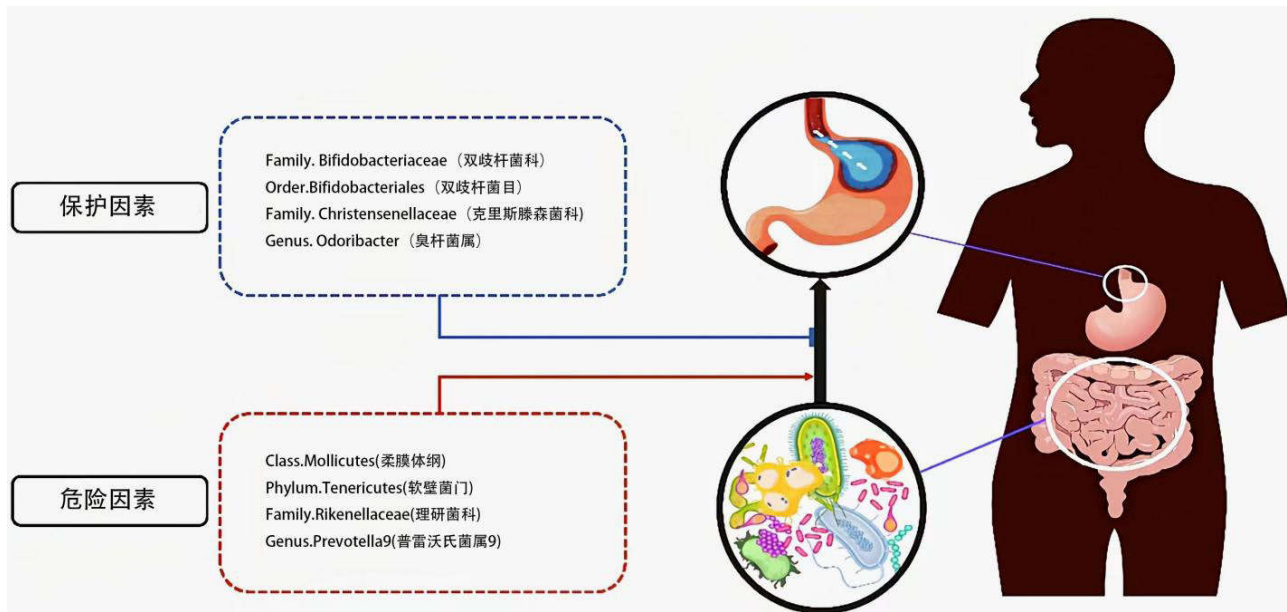 保护因素
Family. Bifidobacteriaceae（双歧杆菌科）
Order.Bifidobacteriales（双歧杆菌目）
Family. Christensenellaceae（克里斯滕森菌科)
Genus. Odoribacter（臭杆菌属）
危险因素
Class.Mollicutes(柔膜体纲)
Phylum.Tenericutes(软壁菌门)
Family.Rikenellaceae(理研菌科)
Genus.Prevotella9(普雷沃氏菌属9)